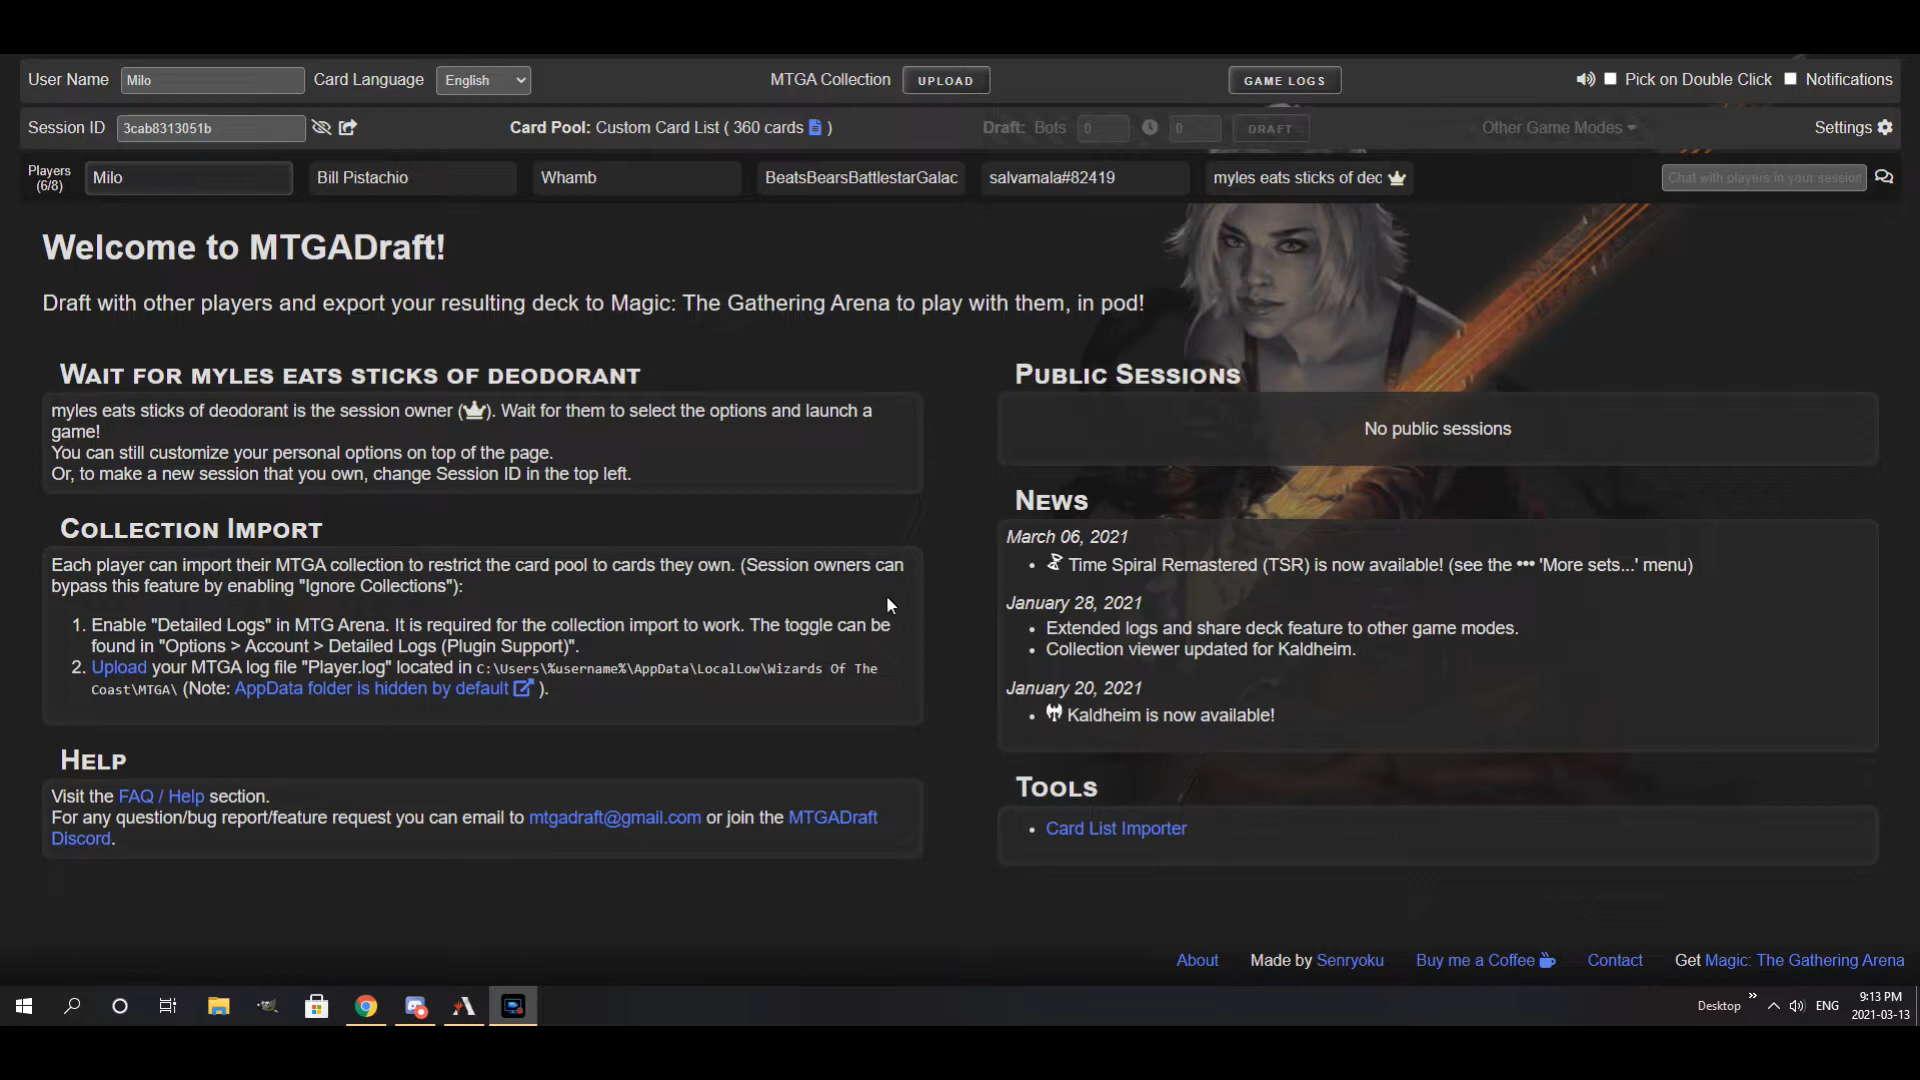 User Name Milo Card Language English MTGA Collection UPLOAD GAME LOGS Pick on Double Click Notifications
Session ID 3cab8313051b Card Pool: Custom Card List ( 360 cards ) Draft: Bots 0 0 DRAFT Other Game Modes Settings
Players (6/8) Milo Bill Pistachio Whamb BeatsBearsBattlestarGalac salvamala#82419 myles eats sticks of deo Chat with players in your session
Welcome to MTGADraft!
Draft with other players and export your resulting deck to Magic: The Gathering Arena to play with them, in pod!
WAIT FOR MYLES EATS STICKS OF DEODORANT
myles eats sticks of deodorant is the session owner ( ). Wait for them to select the options and launch a
game!
You can still customize your personal options on top of the page.
Or, to make a new session that you own, change Session ID in the top left.
COLLECTION IMPORT
Each player can import their MTGA collection to restrict the card pool to cards they own. (Session owners can
bypass this feature by enabling "Ignore Collections"):
1. Enable "Detailed Logs" in MTG Arena. It is required for the collection import to work. The toggle can be
found in "Options > Account > Detailed Logs (Plugin Support)".
2. Upload your MTGA log file "Player.log" located in C:\Users\%username%\AppData\LocalLow\Wizards Of The
Coast\MTGA\ (Note: AppData folder is hidden by default ).
HELP
Visit the FAQ / Help section.
For any question/bug report/feature request you can email to mtgadraft@gmail.com or join the MTGADraft
Discord.
PUBLIC SESSIONS
No public sessions
NEWS
March 06, 2021
• Time Spiral Remastered (TSR) is now available! (see the ••• 'More sets...' menu)
January 28, 2021
• Extended logs and share deck feature to other game modes.
• Collection viewer updated for Kaldheim.
January 20, 2021
• Kaldheim is now available!
TOOLS
• Card List Importer
About Made by Senryoku Buy me a Coffee Contact Get Magic: The Gathering Arena
Desktop » ENG 9:13 PM
2021-03-13